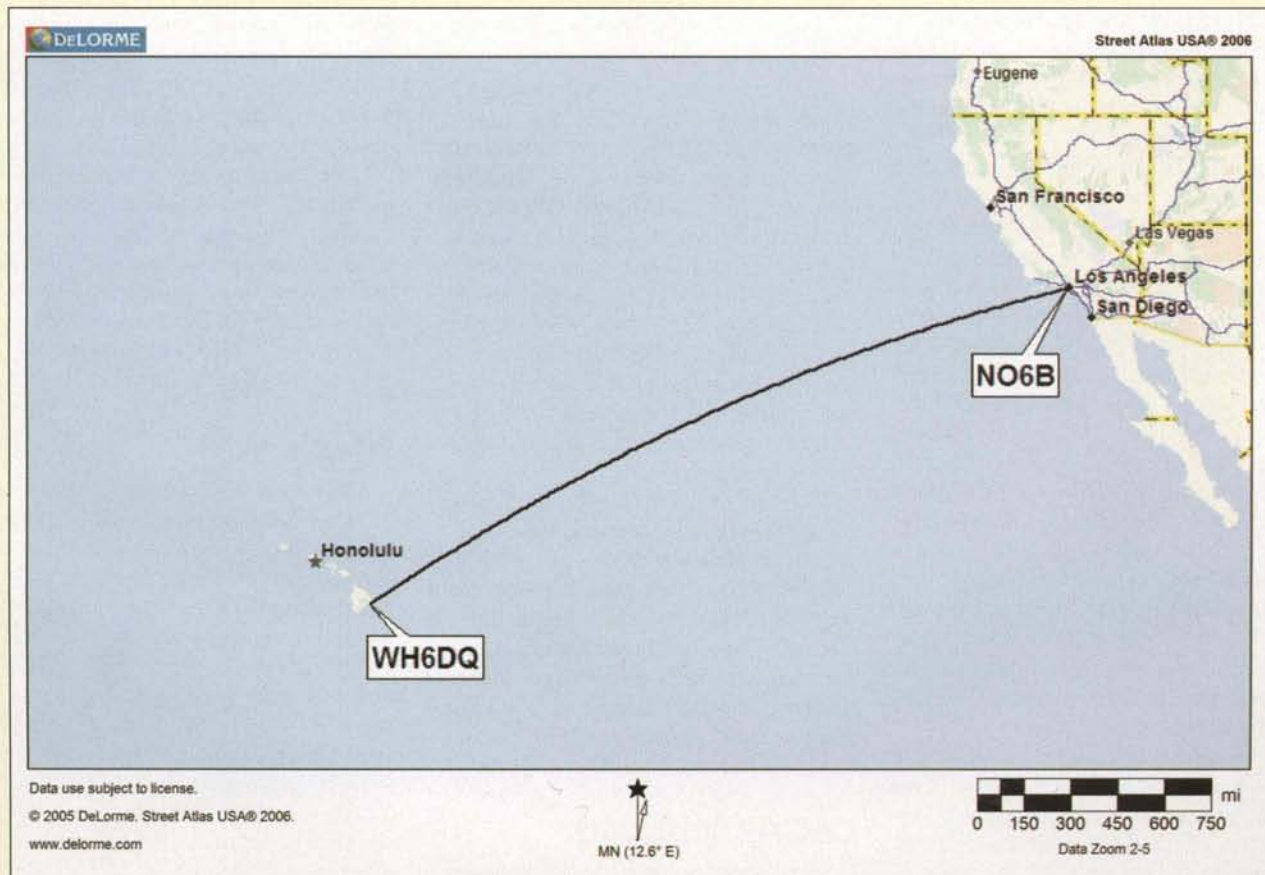 DELORME
Street Atlas USA® 2006
Eugene
San Francisco
Las Vegas
Los Angeles
San Diego
NO6B
Honolulu
WH6DQ
Data use subject to license.
© 2005 DeLorme. Street Atlas USA® 2006.
www.delorme.com
MN (12.6° E)
mi
0 150 300 450 600 750
Data Zoom 2-5